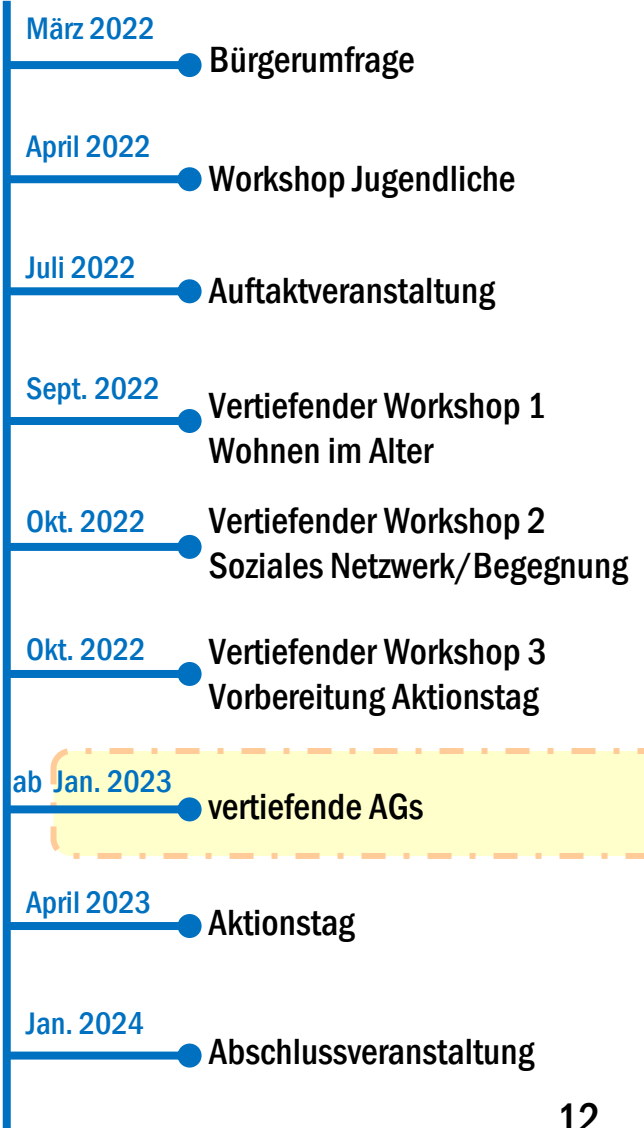 März 2022
Bürgerumfrage
April 2022
Workshop Jugendliche
Juli 2022
Auftaktveranstaltung
Sept. 2022
Vertiefender Workshop 1
Wohnen im Alter
Okt. 2022
Vertiefender Workshop 2
Soziales Netzwerk/Begegnung
Okt. 2022
Vertiefender Workshop 3
Vorbereitung Aktionstag
ab Jan. 2023
vertiefende AGs
April 2023
Aktionstag
Jan. 2024
Abschlussveranstaltung
12